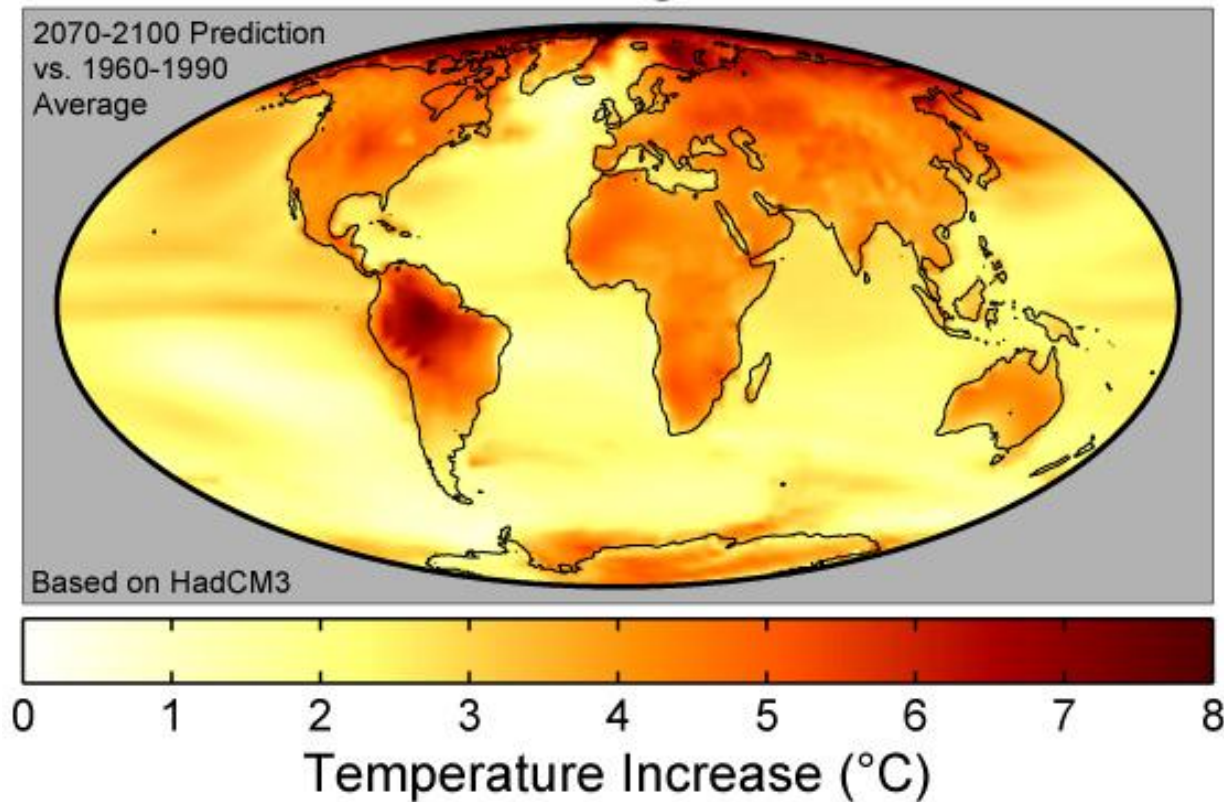 2070-2100 Prediction
vs. 1960-1990
Average
Based on HadCM3
0 1 2 3 4 5 6 7 8
Temperature Increase (°C)